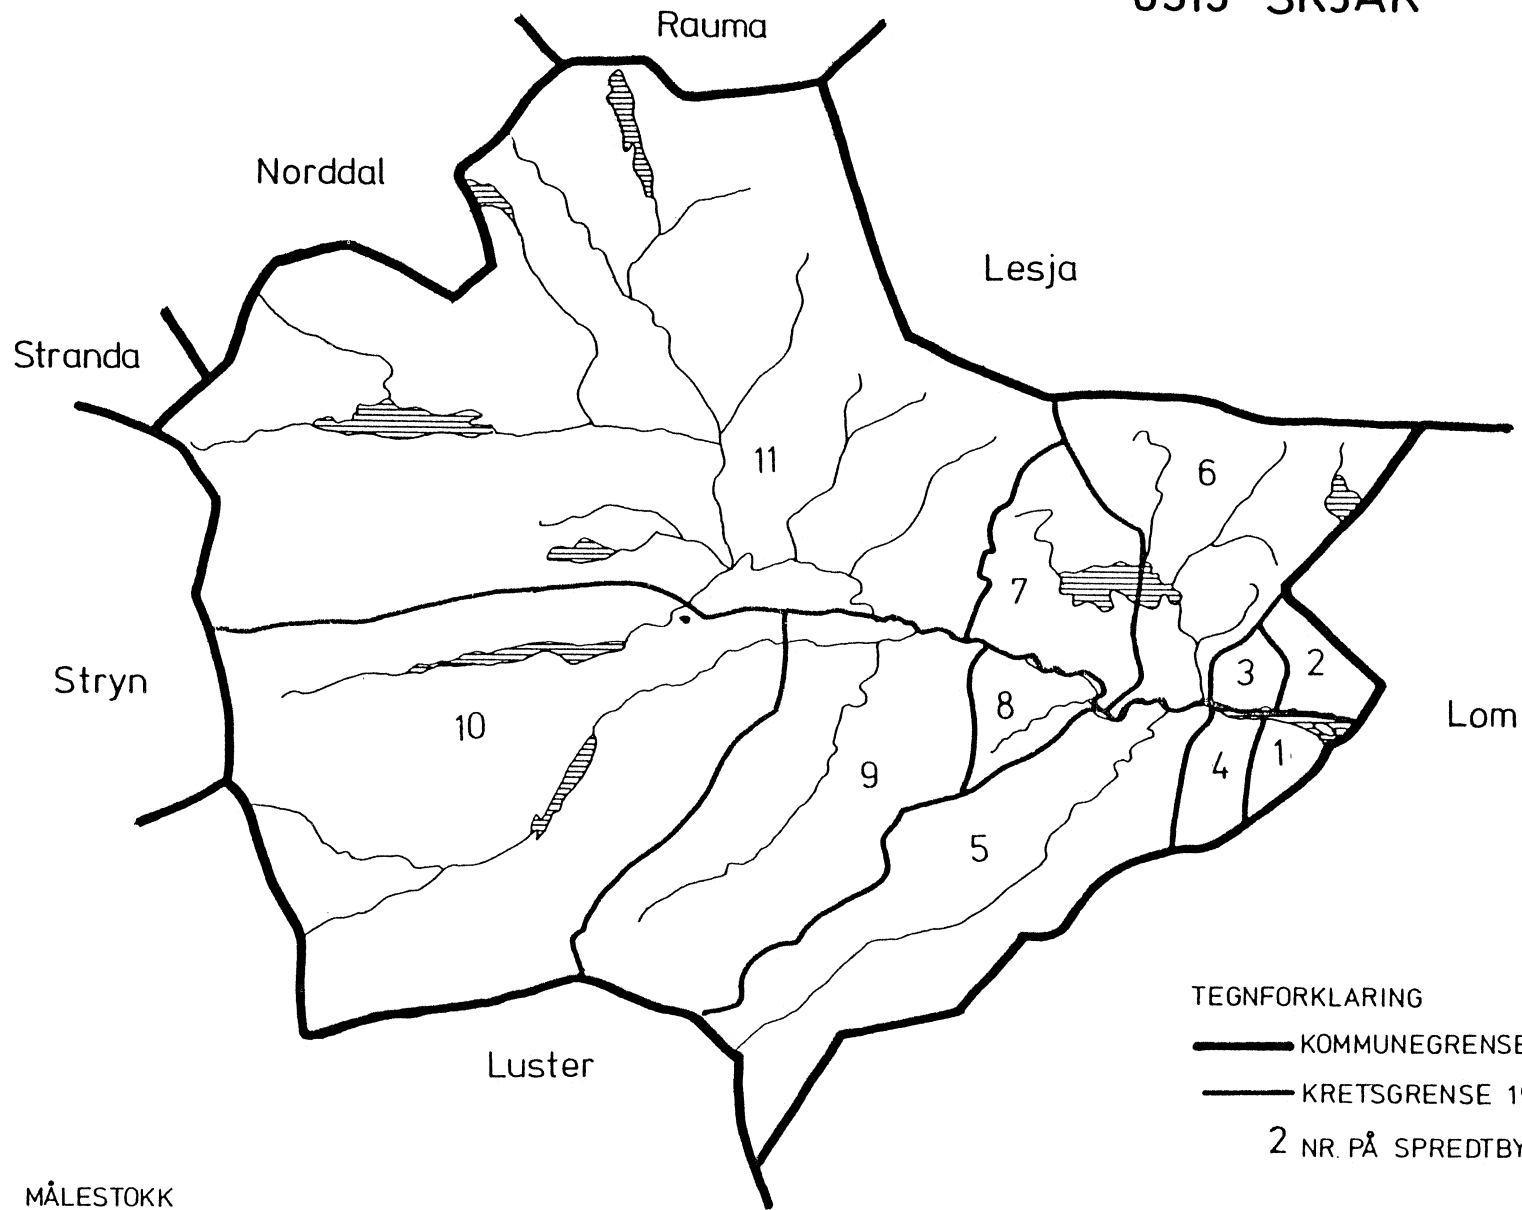 SKJÅK
Rauma
Norddal
Lesja
Stranda
11
6
7
3
2
Stryn
8
Lom
10
4
1
9
5
TEGNFORKLARING
KOMMUNEGRENSE
KRETSGRENSE
Luster
2 NR. PÅ
MÅLESTOKK